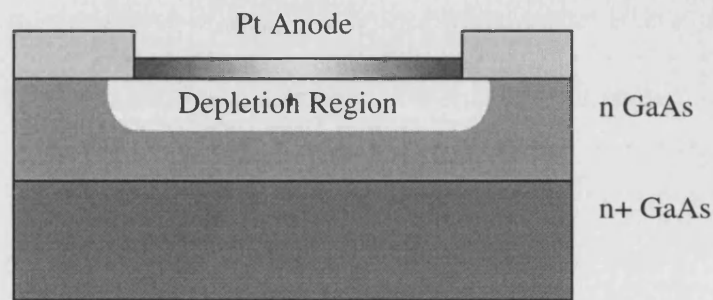 Pt Anode
Depletion Region
n GaAs
n+ GaAs